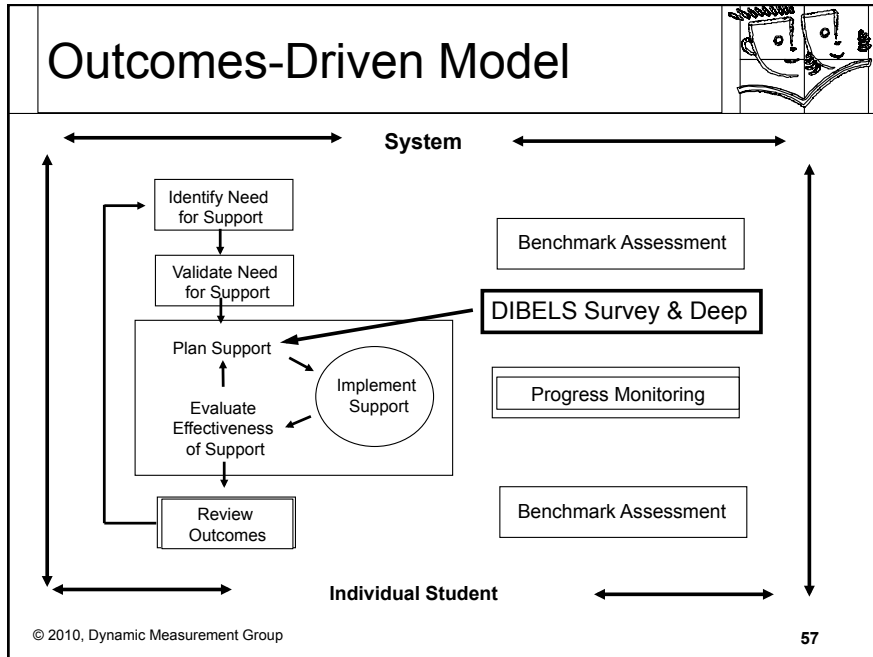 Outcomes-Driven Model
System
Identify Need
for Support
Benchmark Assessment
Validate Need
for Support
DIBELS Survey & Deep
Plan Support
Implement
Support
Progress Monitoring
Evaluate
Effectiveness
of Support
Review
Outcomes
Benchmark Assessment
Individual Student
© 2010, Dynamic Measurement Group
57